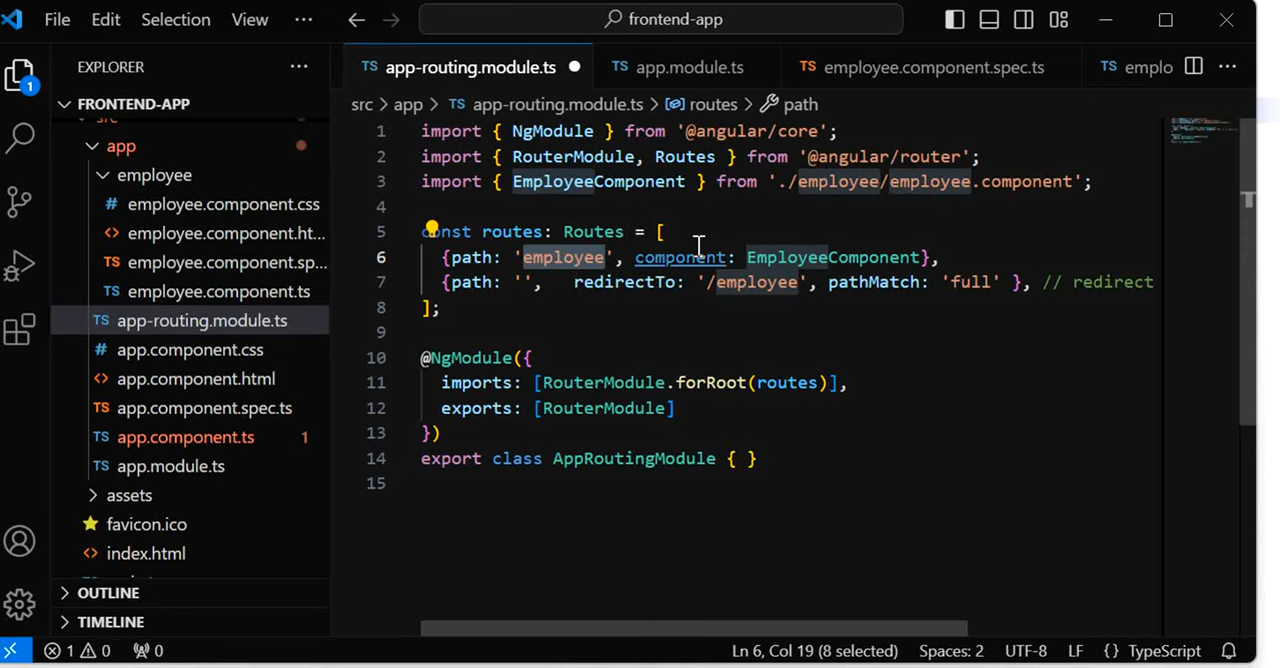 File Edit Selection View ... frontend-app
EXPLORER ...
FRONTEND-APP
src
app
employee
# employee.component.css
<> employee.component.ht...
TS employee.component.sp...
TS employee.component.ts
TS app-routing.module.ts
# app.component.css
<> app.component.html
TS app.component.spec.ts
TS app.component.ts 1
TS app.module.ts
assets
favicon.ico
<> index.html
OUTLINE
TIMELINE
1
TS app-routing.module.ts TS app.module.ts TS employee.component.spec.ts TS emplo ...
src > app > TS app-routing.module.ts > routes > path
1 import { NgModule } from '@angular/core';
2 import { RouterModule, Routes } from '@angular/router';
3 import { EmployeeComponent } from './employee/employee.component';
4
5 const routes: Routes = [
6 {path: 'employee', component: EmployeeComponent},
7 {path: '', redirectTo: '/employee', pathMatch: 'full' }, // redirect
8 ];
9
10 @NgModule({
11 imports: [RouterModule.forRoot(routes)],
12 exports: [RouterModule]
13 })
14 export class AppRoutingModule { }
15
1 0 0 Ln 6, Col 19 (8 selected) Spaces: 2 UTF-8 LF {} TypeScript